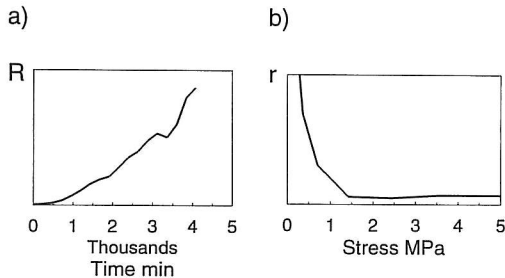 a)
R
0 1 2 3 4 5
Thousands
Time min
b)
r
0 1 2 3 4 5
Stress MPa